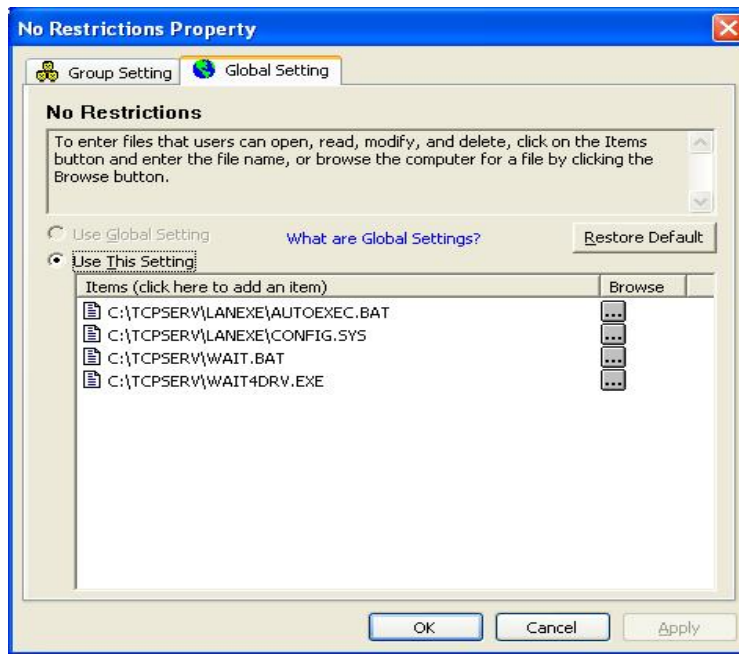 No Restrictions Property
Group Setting Global Setting
No Restrictions
To enter files that users can open, read, modify, and delete, click on the Items
button and enter the file name, or browse the computer for a file by clicking the
Browse button.
Use Global Setting What are Global Settings? Restore Default
Use This Setting
Items (click here to add an item) Browse
C:\TCPSERV\LANEXE\AUTOEXEC.BAT ...
C:\TCPSERV\LANEXE\CONFIG.SYS ...
C:\TCPSERV\WAIT.BAT ...
C:\TCPSERV\WAIT4DRV.EXE ...
OK Cancel Apply